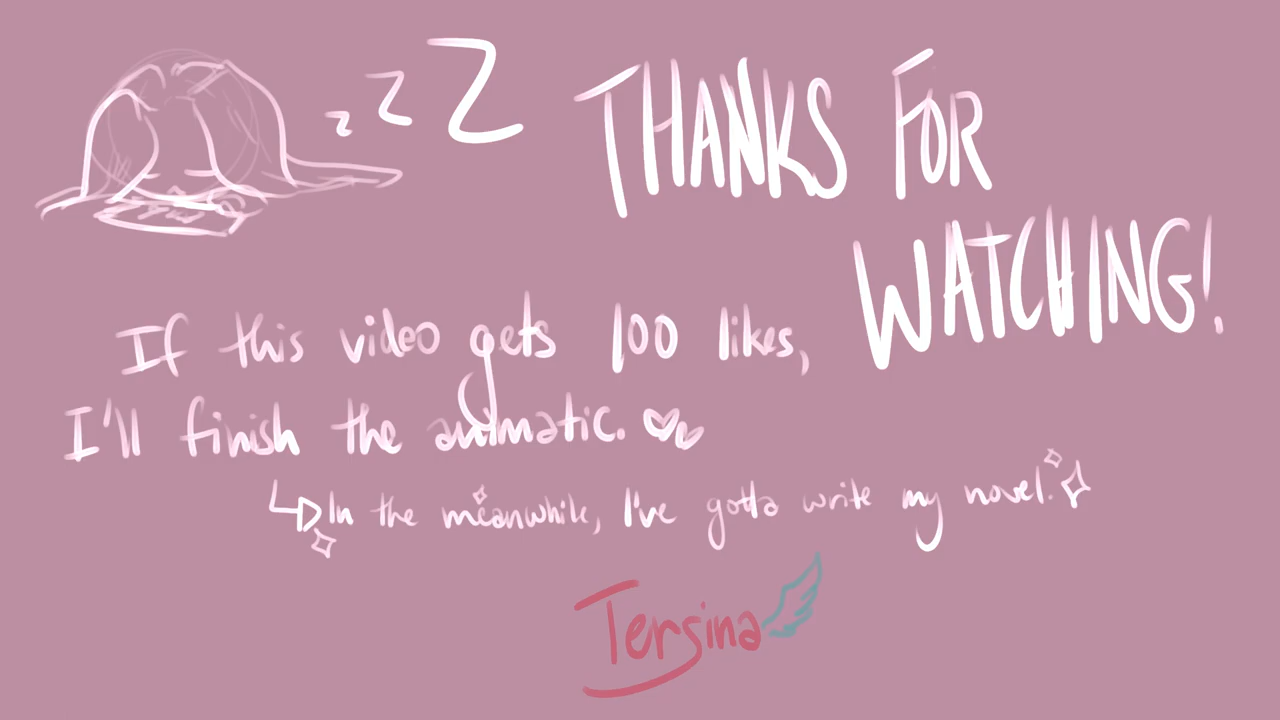 z z Z
THANKS FOR
WATCHING!
If this video gets 100 likes,
I'll finish the animatic.
In the meanwhile, I've gotta write my novel.
Tersina